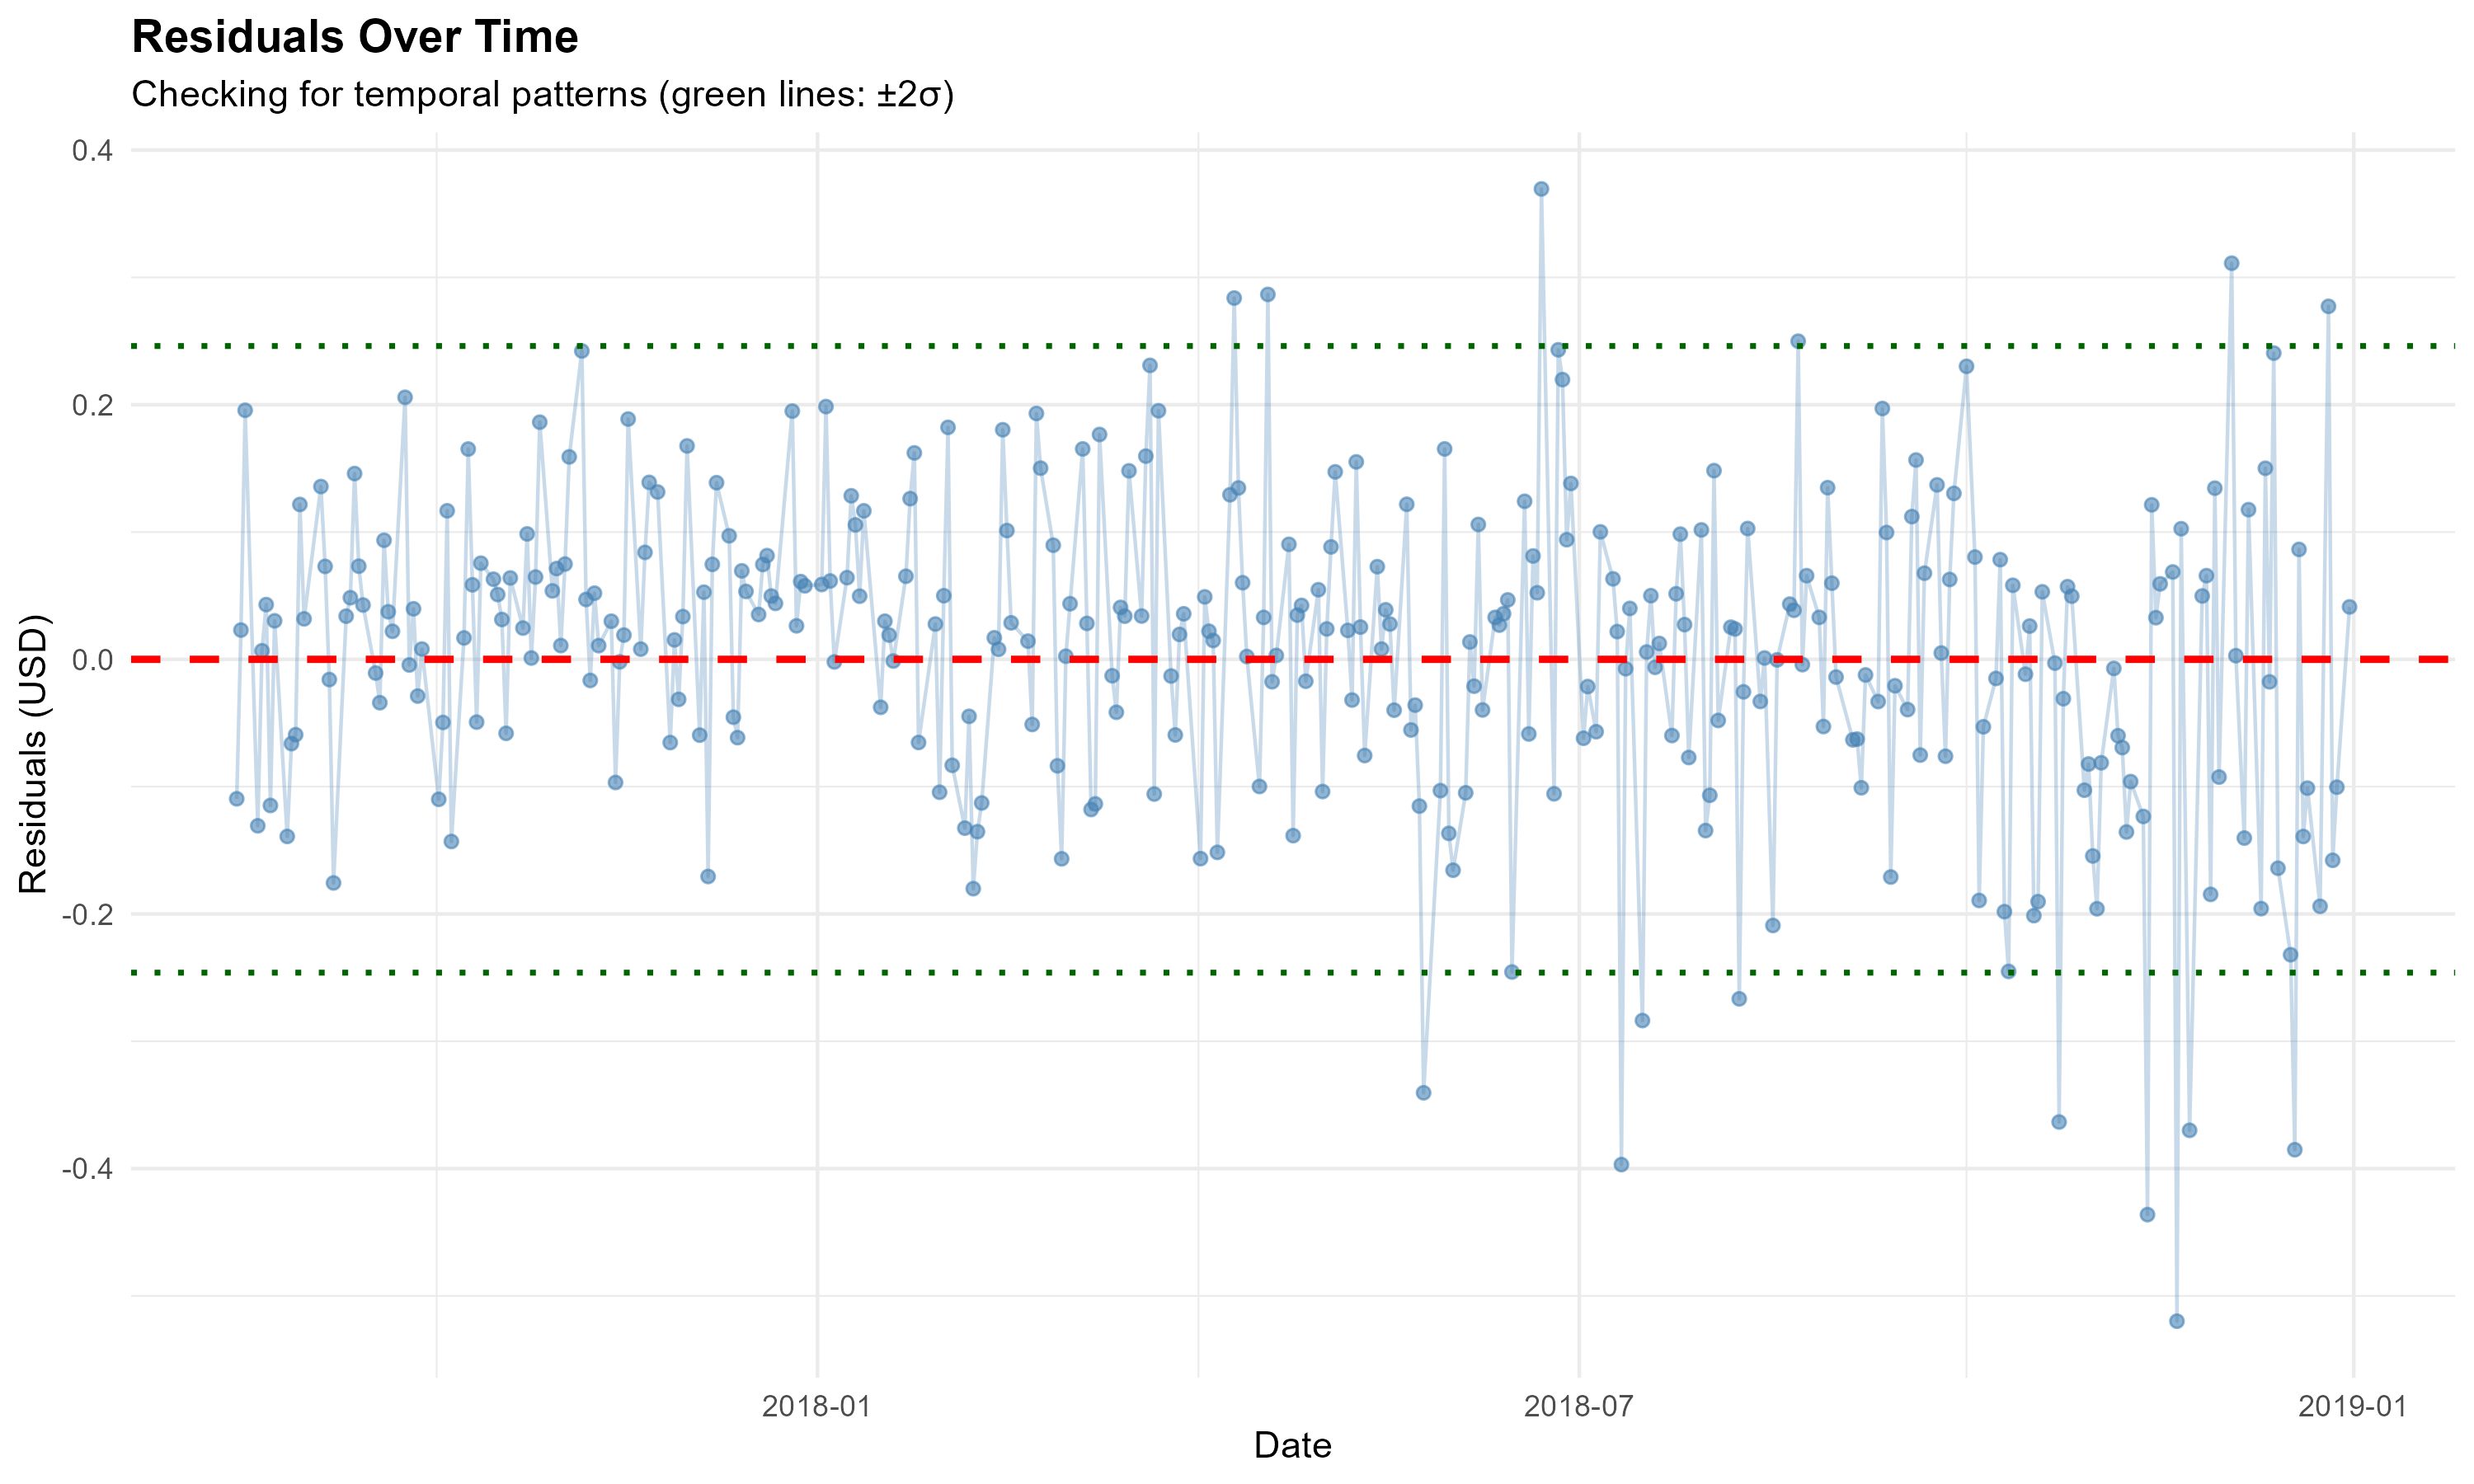 Residuals Over Time
Checking for temporal patterns (green lines: ±2σ)
0.4
0.2
0.0
-0.2
-0.4
Residuals (USD)
2018-01
2018-07
2019-01
Date